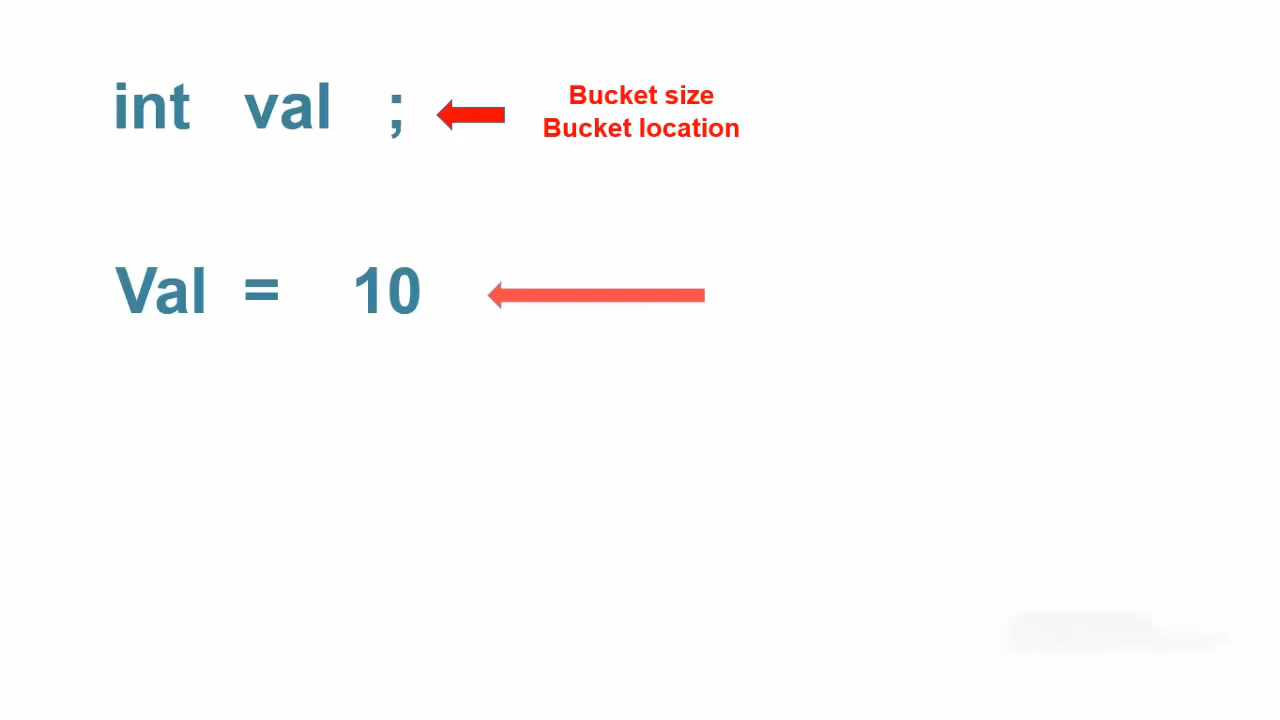 int val ;
Bucket size
Bucket location
Val = 10